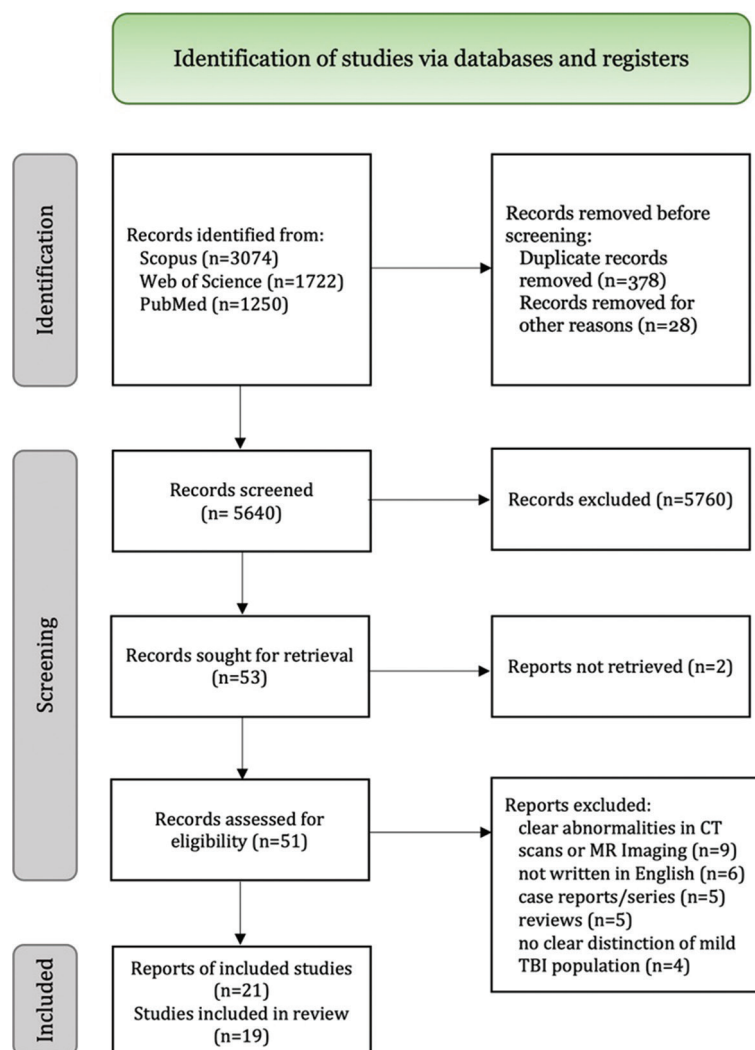 Identification of studies via databases and registers
Identification
Records identified from:
Scopus (n=3074)
Web of Science (n=1722)
PubMed (n=1250)
Records removed before
screening:
Duplicate records
removed (n=378)
Records removed for
other reasons (n=28)
Screening
Records screened
(n= 5640)
Records excluded (n=5760)
Records sought for retrieval
(n=53)
Reports not retrieved (n=2)
Records assessed for
eligibility (n=51)
Reports excluded:
clear abnormalities in CT
scans or MR Imaging (n=9)
not written in English (n=6)
case reports/series (n=5)
reviews (n=5)
no clear distinction of mild
TBI population (n=4)
Included
Reports of included studies
(n=21)
Studies included in review
(n=19)